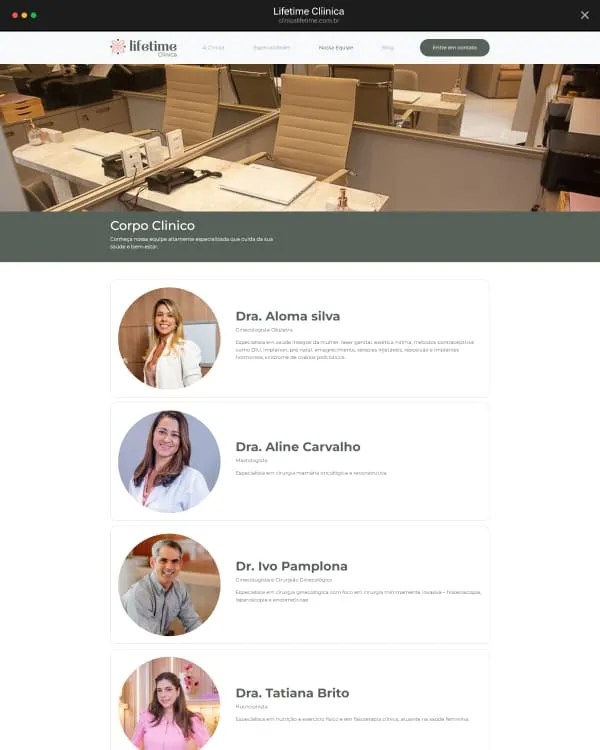 Lifetime Clíinica
clinicalifetime.com.br
lifetime
Clínica
A Clínica
Especialidades
Nossa Equipe
Blog
Entre em contato
Corpo Clínico
Conheça nossa equipe altamente especializada que cuida da sua
saúde e bem-estar.
Dra. Aloma silva
Ginecologista Obstetra
Especialista em saúde integral da mulher, laser genital, estética íntima, métodos contraceptivos
como DIU, Implanon, pré natal, emagrecimento, terapias injetáveis, reposição e implantes
hormonais, síndrome de ovários policísticos.
Dra. Aline Carvalho
Mastologista
Especialista em cirurgia mamária oncológica e reconstrutiva
Dr. Ivo Pamplona
Ginecologista e Cirurgião Ginecológico
Especialista em cirurgia ginecológica com foco em cirurgia minimamente invasiva – histeroscopia,
laparoscopia e endometriose
Dra. Tatiana Brito
Nutricionista
Especialista em nutrição e exercício físico e em fisioterapia clínica, atuante na saúde feminina.